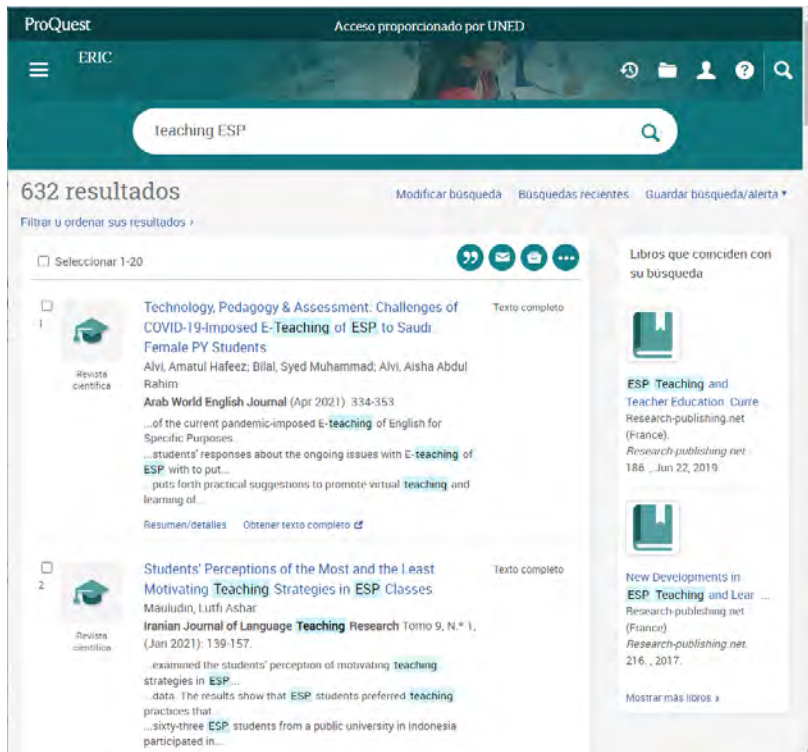 ProQuest
Acceso proporcionado por UNED
ERIC
teaching ESP
632 resultados
Modificar búsqueda
Búsquedas recientes
Guardar búsqueda/alerta
Filtrar u ordenar sus resultados ›
Seleccionar 1-20
1
Revista
científica
Technology, Pedagogy & Assessment: Challenges of
COVID-19-Imposed E-Teaching of ESP to Saudi
Female PY Students
Texto completo
Alvi, Amatul Hafeez; Bilal, Syed Muhammad; Alvi, Aisha Abdul
Rahim
Arab World English Journal (Apr 2021): 334-353
...of the current pandemic-imposed E-teaching of English for
Specific Purposes
...students' responses about the ongoing issues with E-teaching of
ESP with to put...
...puts forth practical suggestions to promote virtual teaching and
learning of...
Resumen/detalles
Obtener texto completo
2
Revista
científica
Students' Perceptions of the Most and the Least
Motivating Teaching Strategies in ESP Classes
Texto completo
Mauludin, Lutfi Ashar
Iranian Journal of Language Teaching Research Tomo 9, N.º 1,
(Jan 2021): 139-157.
...examined the students' perception of motivating teaching
strategies in ESP...
...data. The results show that ESP students preferred teaching
practices that...
...sixty-three ESP students from a public university in Indonesia
participated in...
Libros que coinciden con
su búsqueda
ESP Teaching and
Teacher Education: Curre...
Research-publishing.net
(France).
Research-publishing.net
186. , Jun 22, 2019.
New Developments in
ESP Teaching and Lear ...
Research-publishing.net
(France)
Research-publishing.net.
216. , 2017.
Mostrar más libros ›